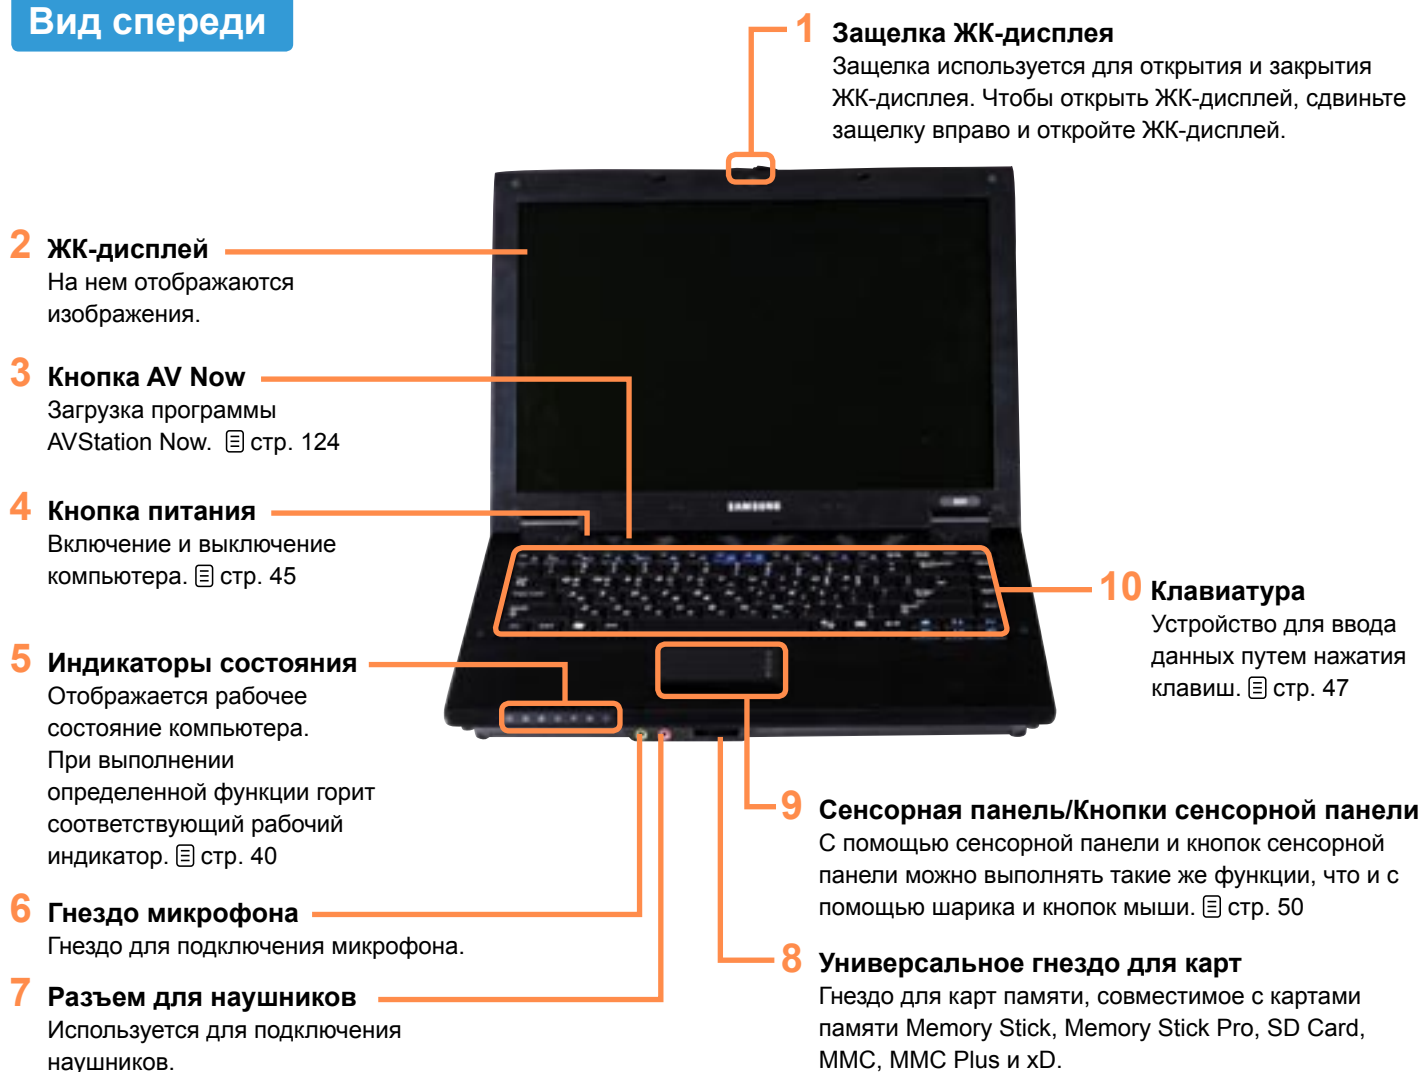 Вид спереди
1 Защелка ЖК-дисплея
Защелка используется для открытия и закрытия
ЖК-дисплея. Чтобы открыть ЖК-дисплей, сдвиньте
защелку вправо и откройте ЖК-дисплей.
2 ЖК-дисплей
На нем отображаются
изображения.
3 Кнопка AV Now
Загрузка программы
AVStation Now. стр. 124
4 Кнопка питания
Включение и выключение
компьютера. стр. 45
5 Индикаторы состояния
Отображается рабочее
состояние компьютера.
При выполнении
определенной функции горит
соответствующий рабочий
индикатор. стр. 40
6 Гнездо микрофона
Гнездо для подключения микрофона.
7 Разъем для наушников
Используется для подключения
наушников.
SAMSUNG
10 Клавиатура
Устройство для ввода
данных путем нажатия
клавиш. стр. 47
9 Сенсорная панель/Кнопки сенсорной панели
С помощью сенсорной панели и кнопок сенсорной
панели можно выполнять такие же функции, что и с
помощью шарика и кнопок мыши. стр. 50
8 Универсальное гнездо для карт
Гнездо для карт памяти, совместимое с картами
памяти Memory Stick, Memory Stick Pro, SD Card,
MMC, MMC Plus и xD.